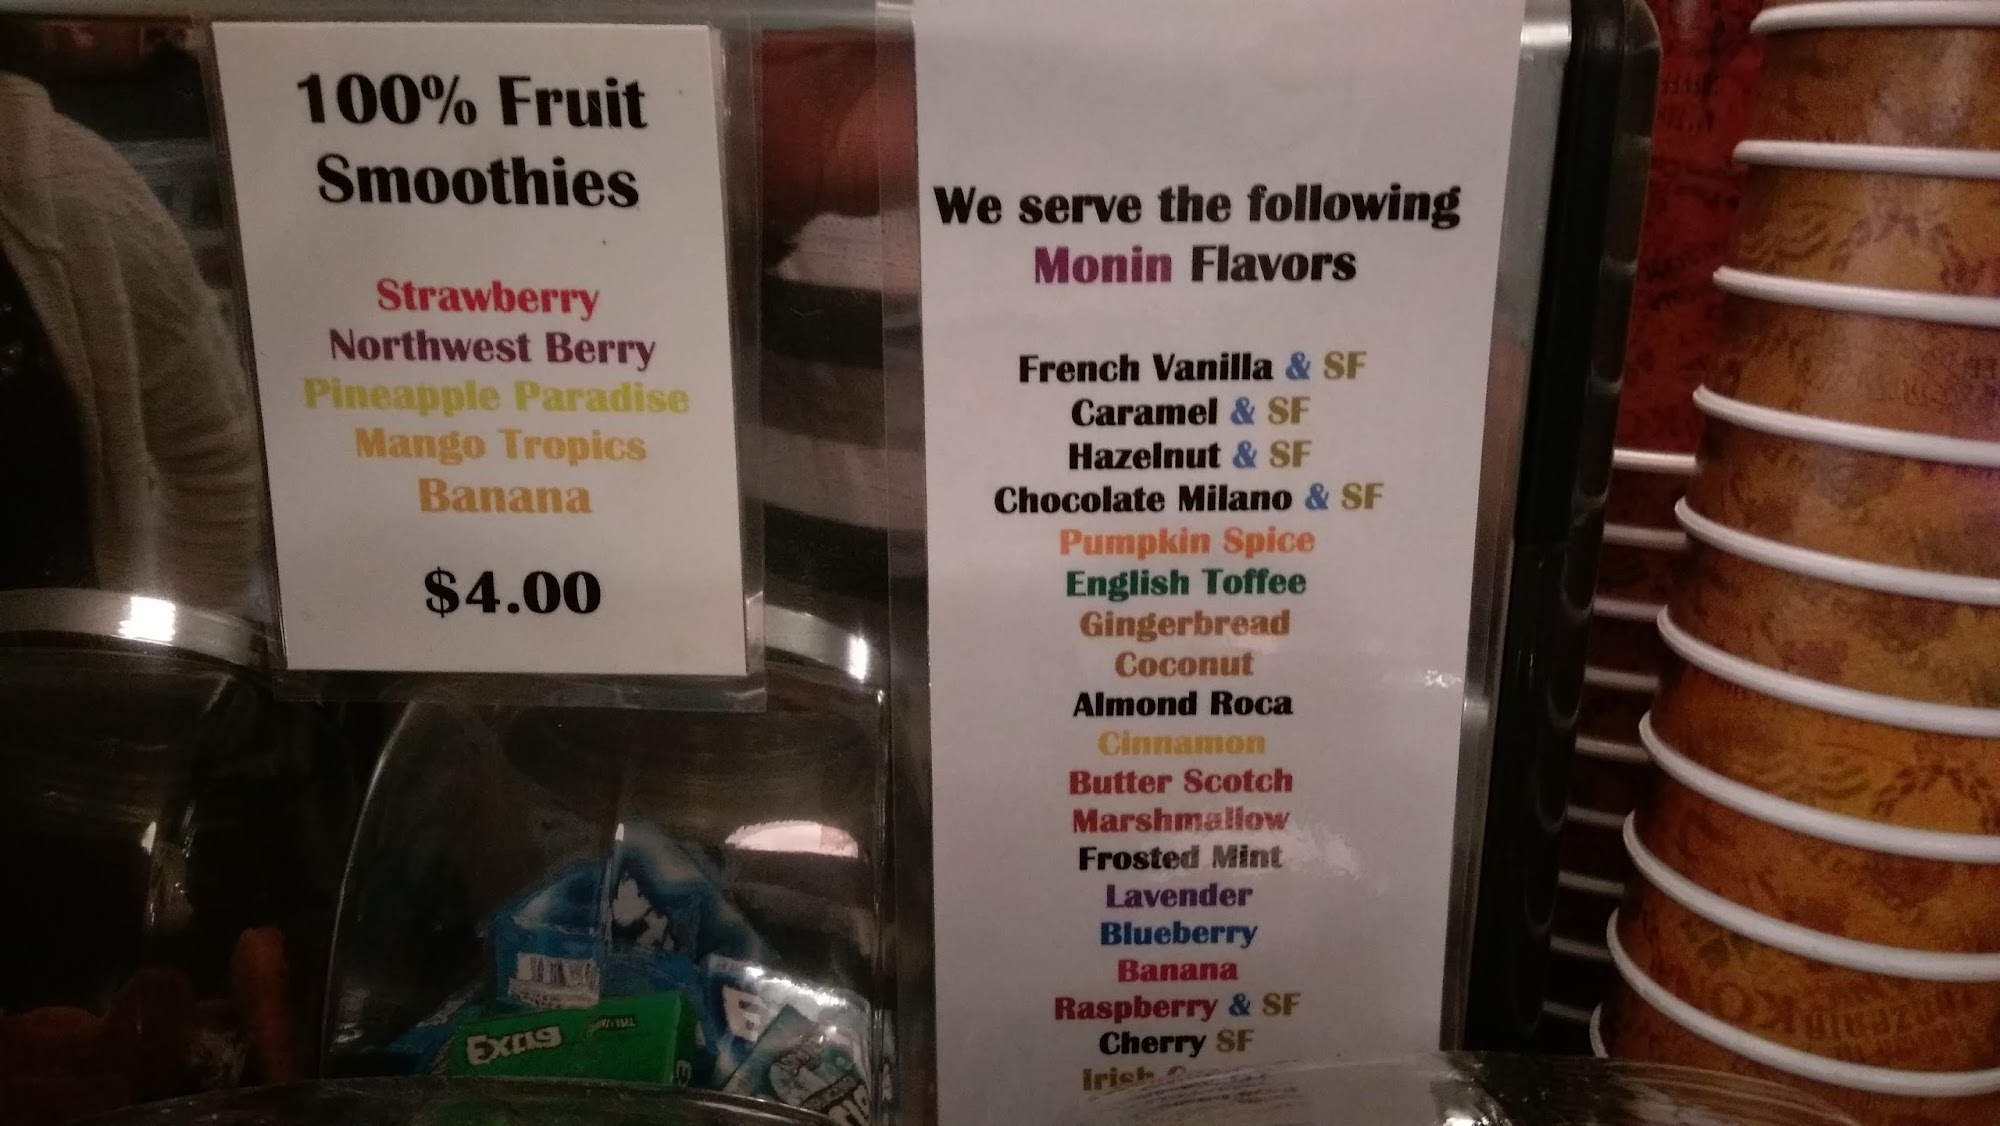 100% Fruit
Smoothies
Strawberry
Northwest Berry
Pineapple Paradise
Mango Tropics
Banana
$4.00
We serve the following
Monin Flavors
French Vanilla & SF
Caramel & SF
Hazelnut & SF
Chocolate Milano & SF
Pumpkin Spice
English Toffee
Gingerbread
Coconut
Almond Roca
Cinnamon
Butter Scotch
Marshmallow
Frosted Mint
Lavender
Blueberry
Banana
Raspberry & SF
Cherry SF
Irish
Extra